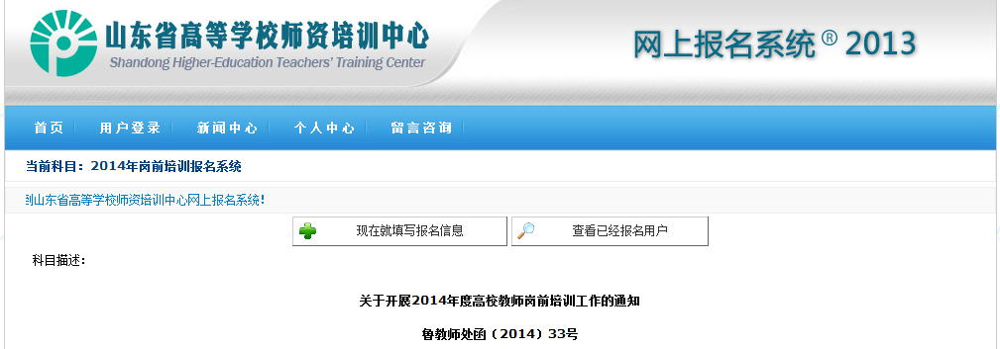 山东省高等学校师资培训中心
Shandong Higher-Education Teachers' Training Center
网上报名系统® 2013
首页 用户登录 新闻中心 个人中心 留言咨询
当前科目：2014年岗前培训报名系统
到山东省高等学校师资培训中心网上报名系统！
现在就填写报名信息 查看已经报名用户
科目描述：
关于开展2014年度高校教师岗前培训工作的通知
鲁教师处函（2014）33号